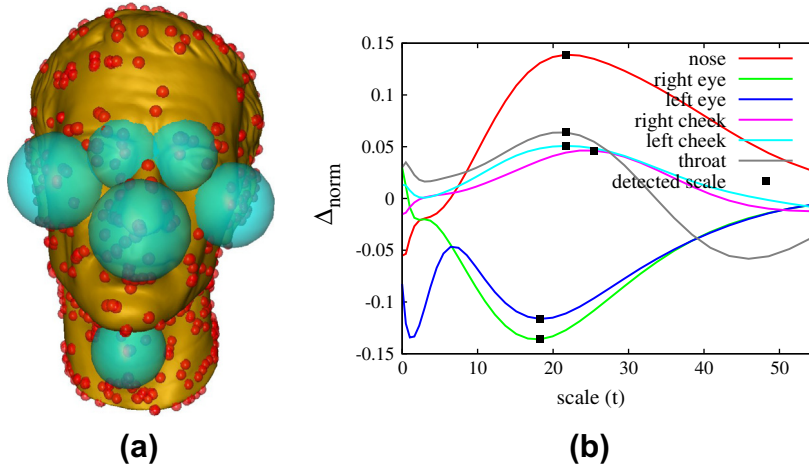 0.15
0.1
0.05
0
-0.05
-0.1
-0.15
Δnorm
nose
right eye
left eye
right cheek
left cheek
throat
detected scale
0 10 20 30 40 50
scale (t)
(a) (b)